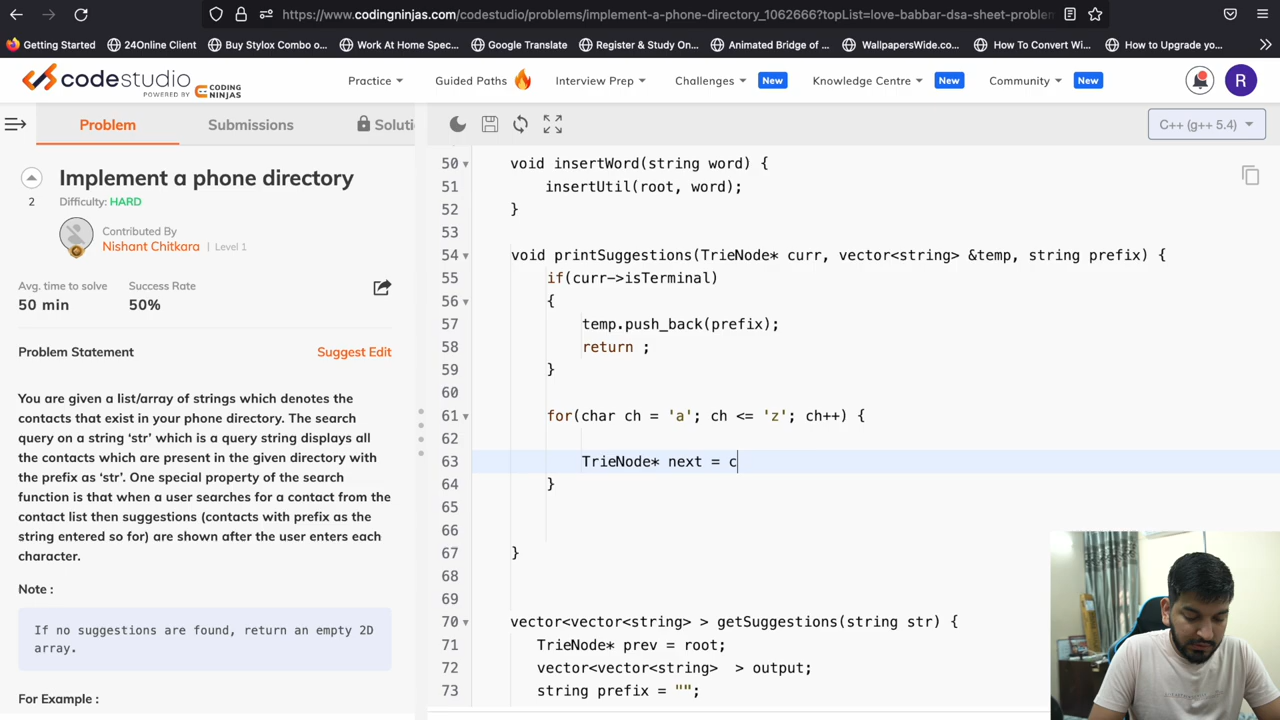 https://www.codingninjas.com/codestudio/problems/implement-a-phone-directory_1062666?topList=love-babbar-dsa-sheet-problem
Getting Started
24Online Client
Buy Stylox Combo o...
Work At Home Spec...
Google Translate
Register & Study On...
Animated Bridge of ...
WallpapersWide.co...
How To Convert Wi...
How to Upgrade yo...
codestudio
POWERED BY CODING NINJAS
Practice
Guided Paths
Interview Prep
Challenges New
Knowledge Centre New
Community New
R
Problem
Submissions
Soluti
C++ (g++ 5.4)
Implement a phone directory
2
Difficulty: HARD
Contributed By
Nishant Chitkara | Level 1
Avg. time to solve
50 min
Success Rate
50%
Problem Statement
Suggest Edit
You are given a list/array of strings which denotes the
contacts that exist in your phone directory. The search
query on a string ‘str’ which is a query string displays all
the contacts which are present in the given directory with
the prefix as ‘str’. One special property of the search
function is that when a user searches for a contact from the
contact list then suggestions (contacts with prefix as the
string entered so for) are shown after the user enters each
character.
Note :
If no suggestions are found, return an empty 2D
array.
For Example :
50 void insertWord(string word) {
51 insertUtil(root, word);
52 }
53
54 void printSuggestions(TrieNode* curr, vector<string> &temp, string prefix) {
55 if(curr->isTerminal)
56 {
57 temp.push_back(prefix);
58 return ;
59 }
60
61 for(char ch = 'a'; ch <= 'z'; ch++) {
62
63 TrieNode* next = c
64 }
65
66
67 }
68
69
70 vector<vector<string> > getSuggestions(string str) {
71 TrieNode* prev = root;
72 vector<vector<string> > output;
73 string prefix = "";